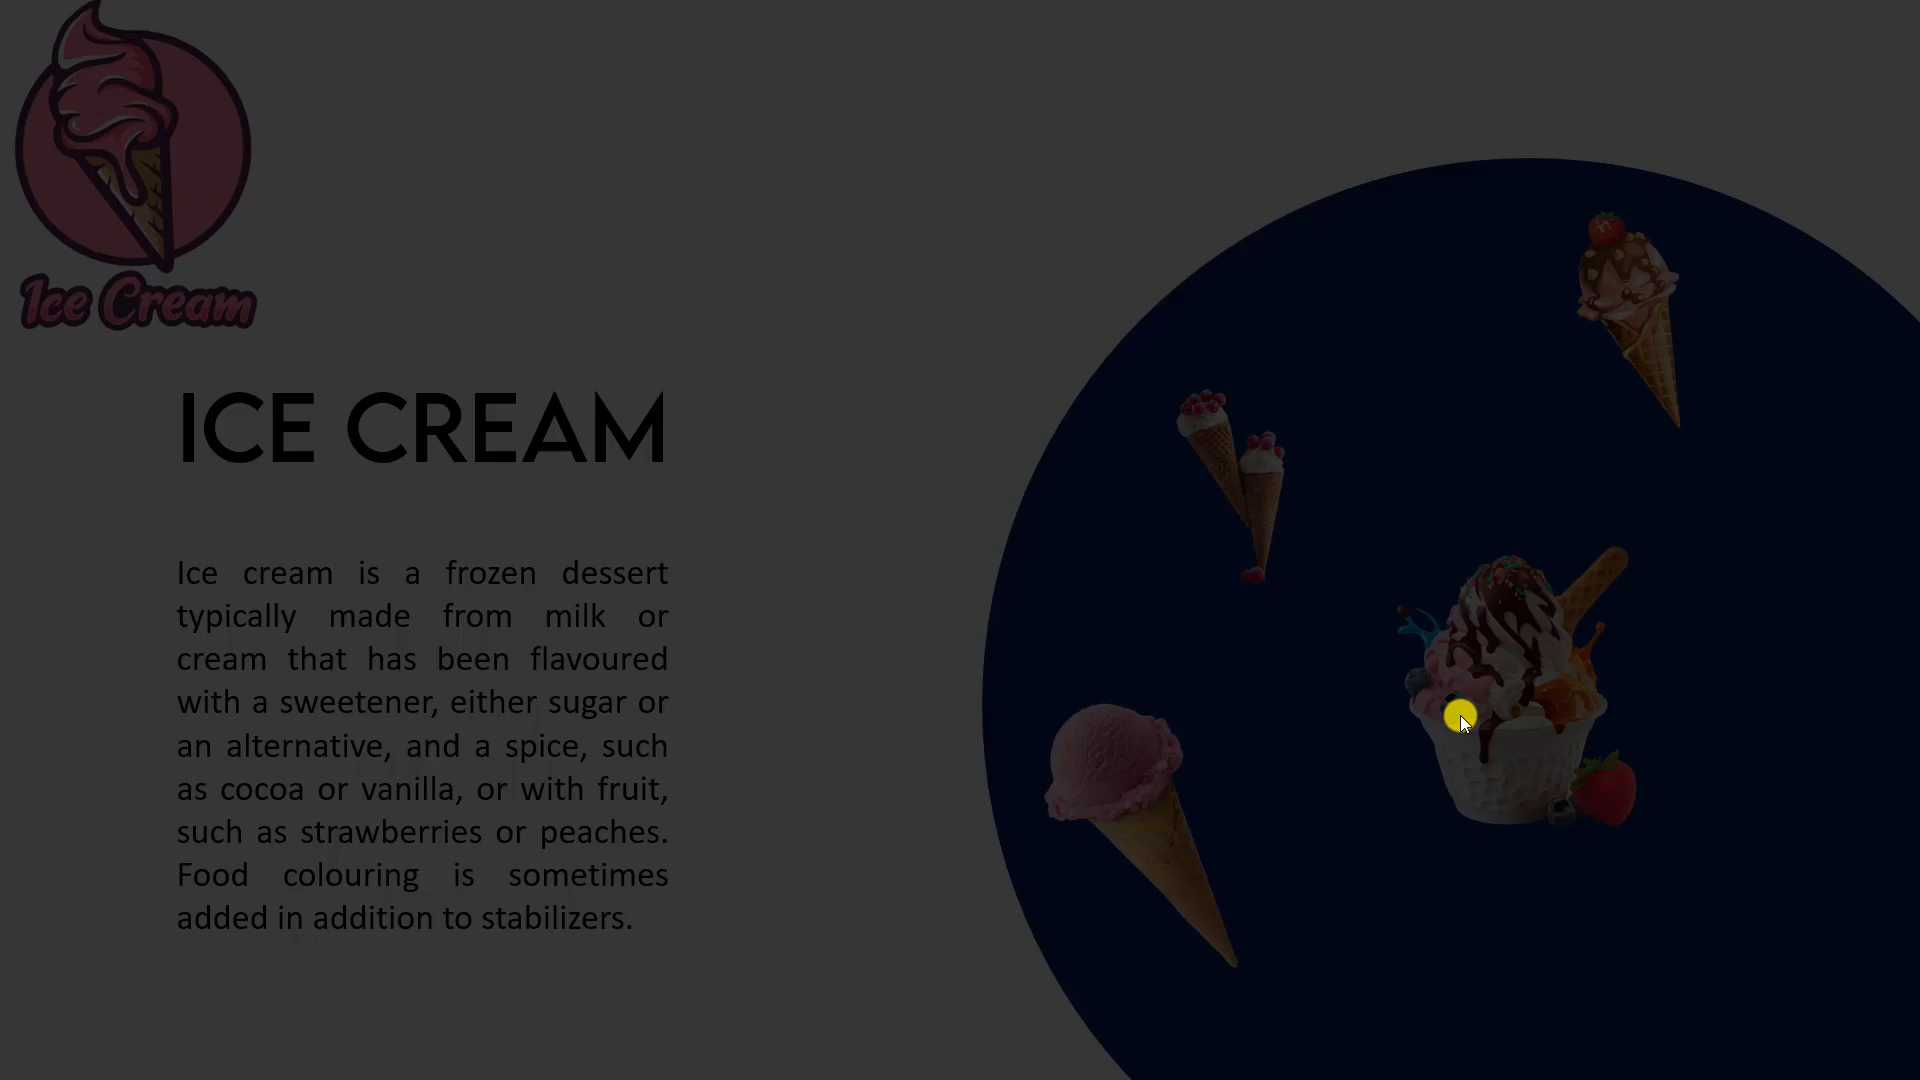 Ice Cream
ICE CREAM
Ice cream is a frozen dessert
typically made from milk or
cream that has been flavoured
with a sweetener, either sugar or
an alternative, and a spice, such
as cocoa or vanilla, or with fruit,
such as strawberries or peaches.
Food colouring is sometimes
added in addition to stabilizers.